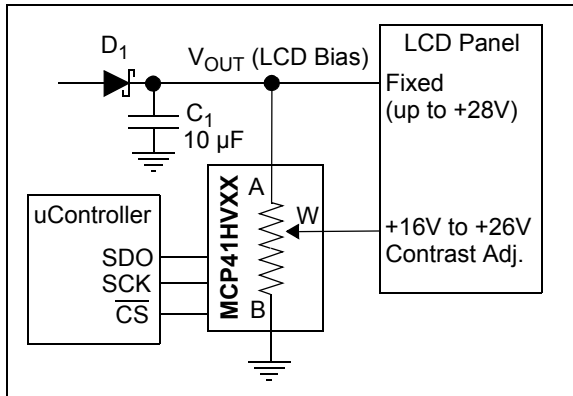 D1
VOUT (LCD Bias)
C1
10 µF
LCD Panel
Fixed
(up to +28V)
+16V to +26V
Contrast Adj.
uController
SDO
SCK
CS
MCP41HVXX
A
W
B